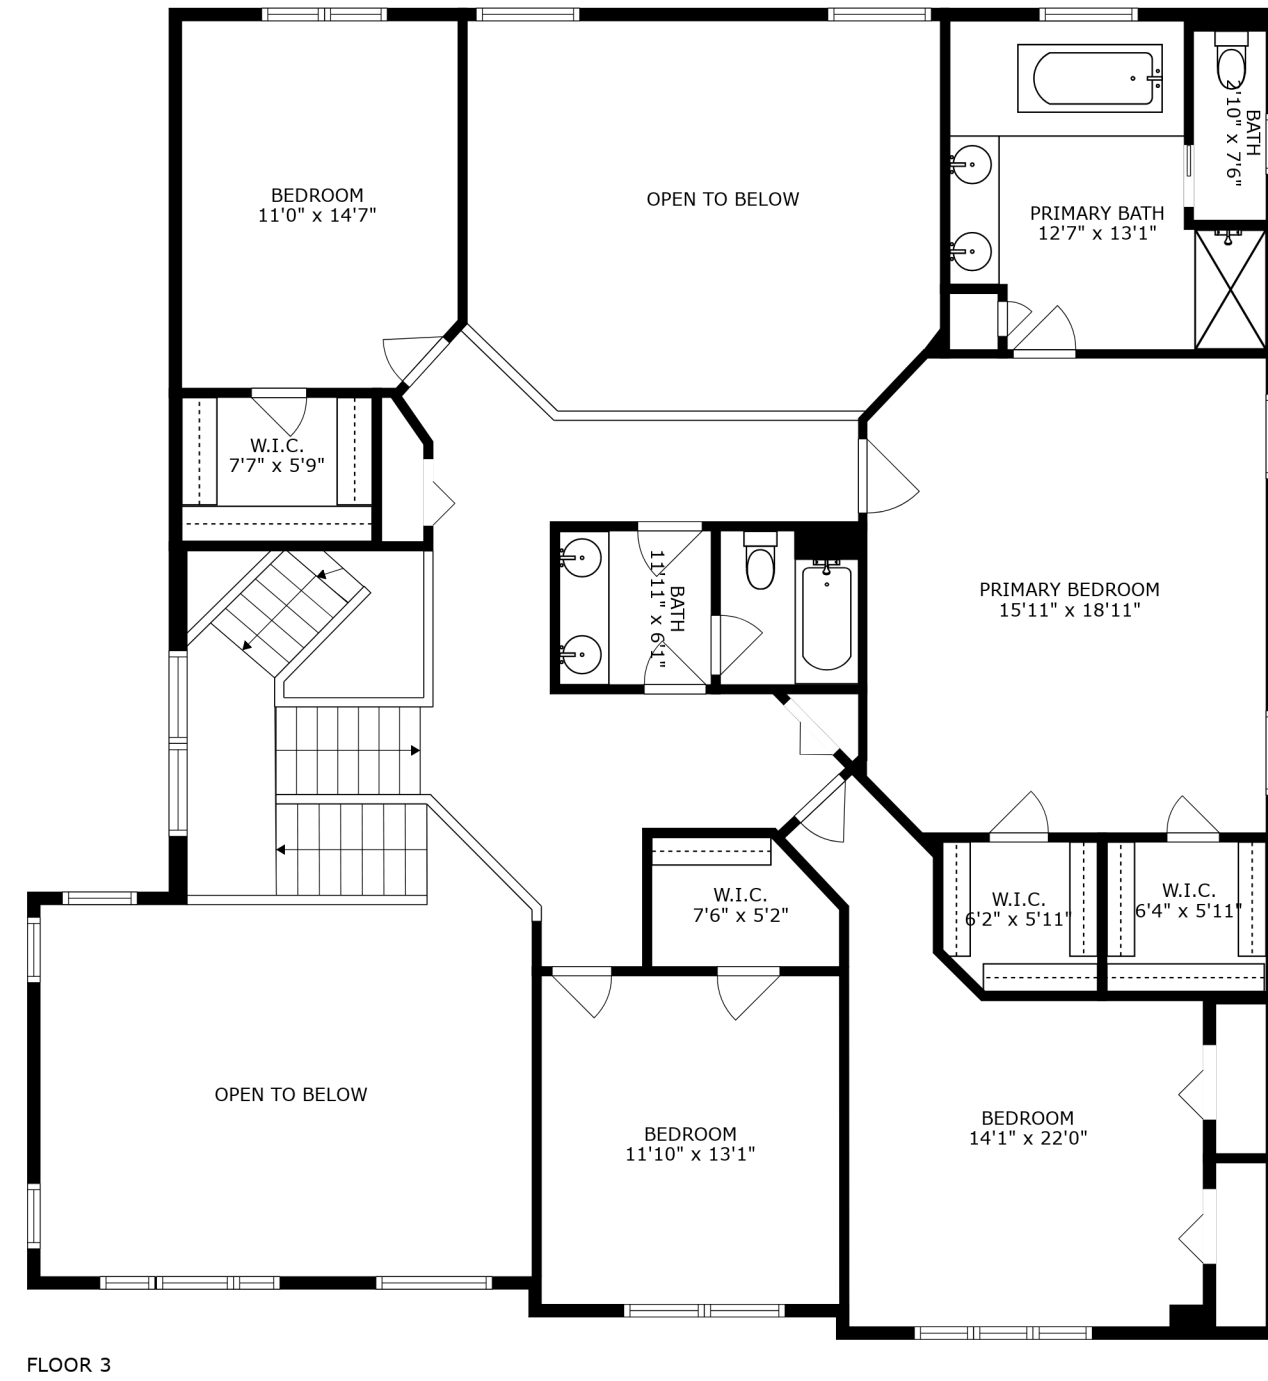 BEDROOM
11'0" x 14'7"
OPEN TO BELOW
PRIMARY BATH
12'7" x 13'1"
BATH
2'10" x 7'6"
W.I.C.
7'7" x 5'9"
BATH
11'11" x 6'1"
PRIMARY BEDROOM
15'11" x 18'11"
W.I.C.
7'6" x 5'2"
W.I.C.
6'2" x 5'11"
W.I.C.
6'4" x 5'11"
OPEN TO BELOW
BEDROOM
11'10" x 13'1"
BEDROOM
14'1" x 22'0"
FLOOR 3